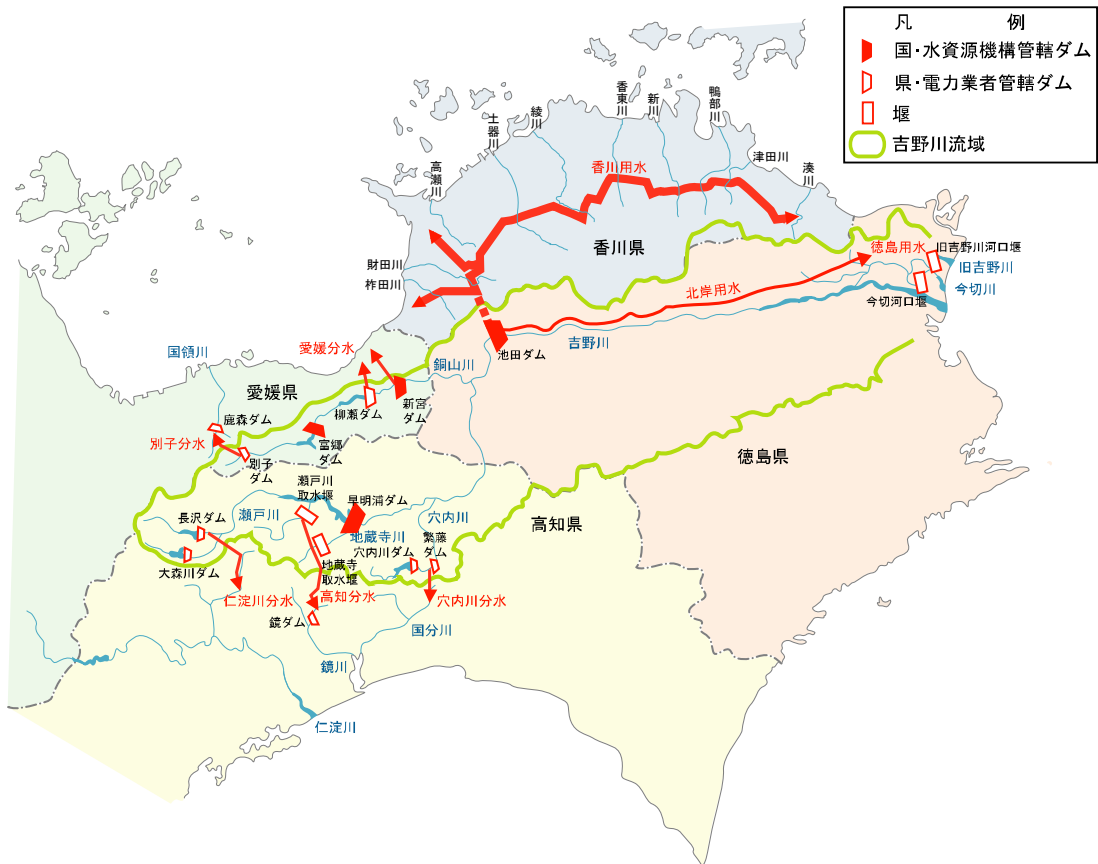 凡 例
国・水資源機構管轄ダム
県・電力業者管轄ダム
堰
吉野川流域
高瀬川
土器川
綾川
香東川
新川
鴨部川
津田川
湊川
香川用水
香川県
財田川
柞田川
徳島用水
旧吉野川河口堰
旧吉野川
今切川
今切河口堰
北岸用水
吉野川
池田ダム
国領川
愛媛分水
銅山川
愛媛県
新宮
ダム
柳瀬ダム
鹿森ダム
別子分水
別子
ダム
富郷
ダム
徳島県
瀬戸川
取水堰
早明浦ダム
長沢ダム
瀬戸川
地蔵寺川
穴内川
繁藤
ダム
高知県
穴内川ダム
大森川ダム
地蔵寺
取水堰
仁淀川分水
高知分水
穴内川分水
鏡ダム
国分川
鏡川
仁淀川